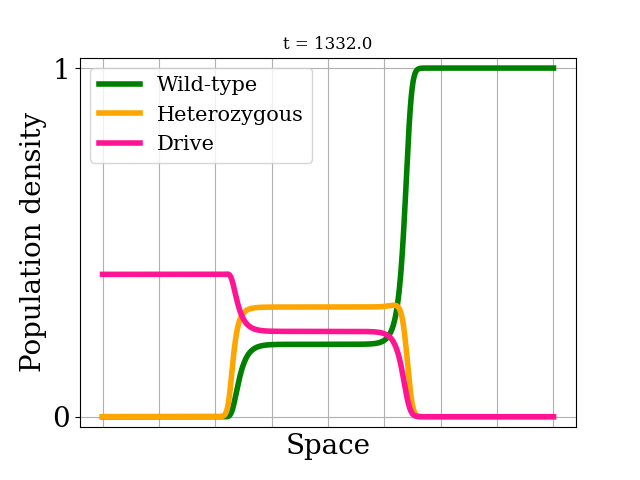 t = 1332.0
1
Wild-type
Heterozygous
Drive
Population density
0
Space